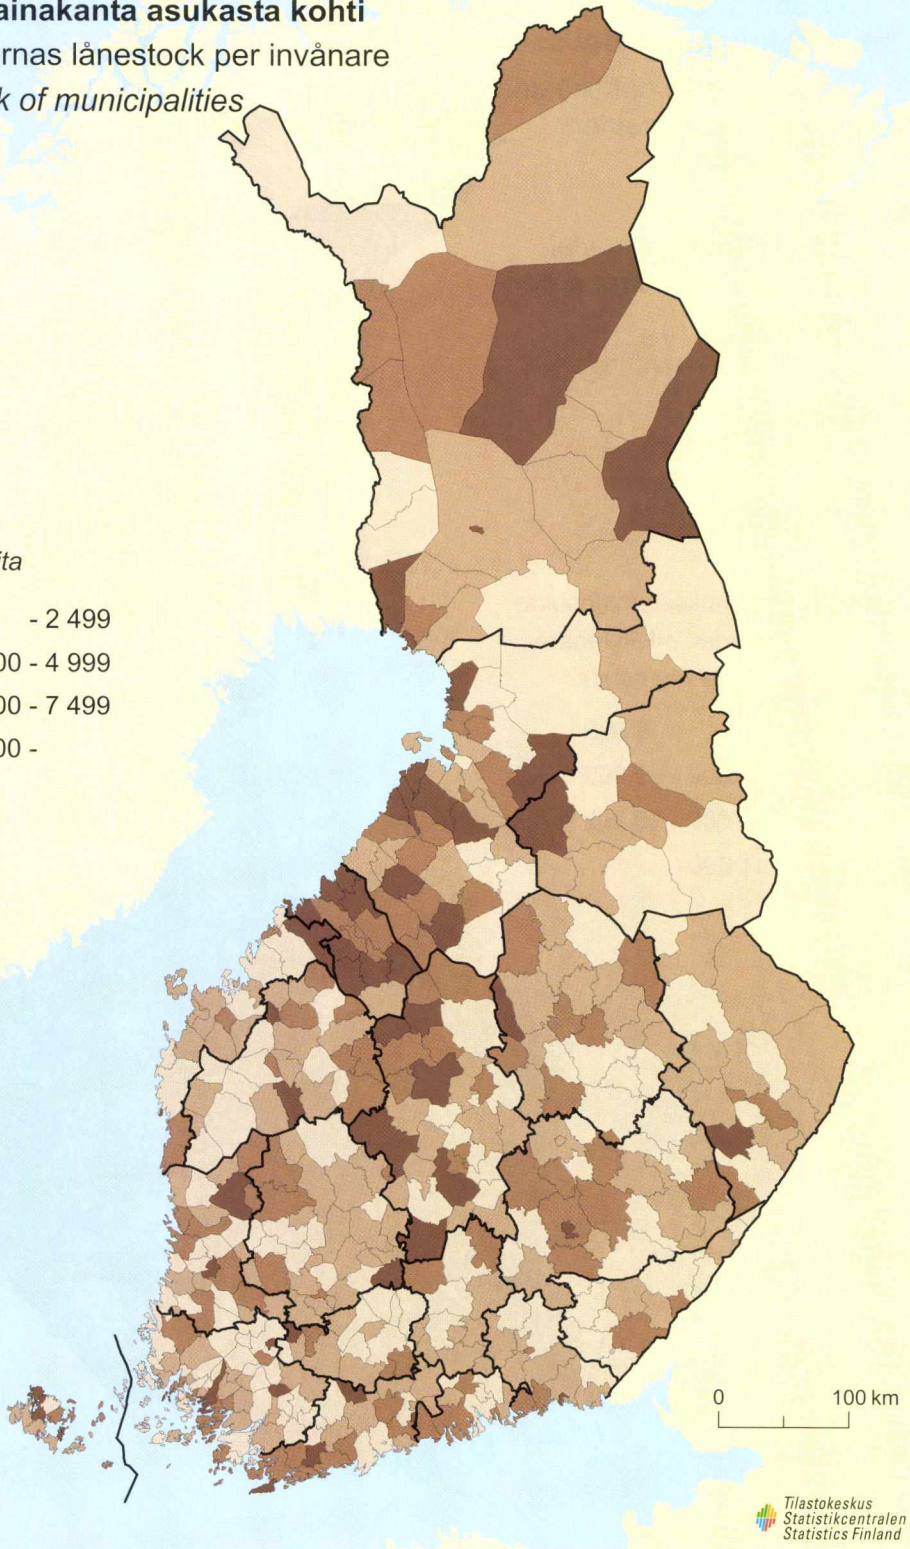 ainakanta asukasta kohti
rnas lånestock per invånare
k of municipalities
ta
- 2 499
00 - 4 999
00 - 7 499
00 -
0 100 km
Tilastokeskus
Statistikcentralen
Statistics Finland